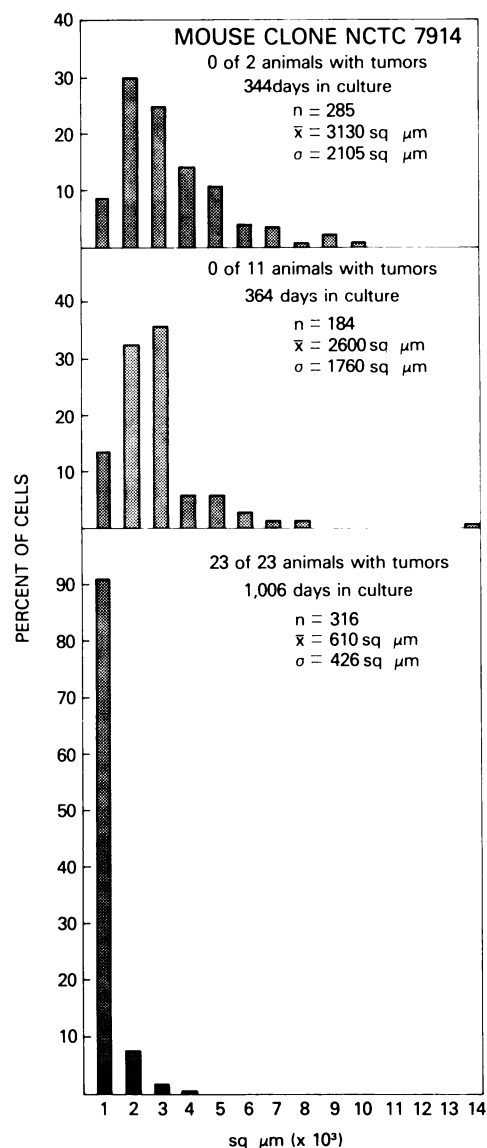 MOUSE CLONE NCTC 7914
0 of 2 animals with tumors
344days in culture
n = 285
x̄ = 3130 sq μm
σ = 2105 sq μm
40
30
20
10
0 of 11 animals with tumors
364 days in culture
n = 184
x̄ = 2600 sq μm
σ = 1760 sq μm
40
30
20
10
PERCENT OF CELLS
23 of 23 animals with tumors
1,006 days in culture
n = 316
x̄ = 610 sq μm
σ = 426 sq μm
90
80
70
60
50
40
30
20
10
1 2 3 4 5 6 7 8 9 10 11 12 13 14
sq μm (x 10³)